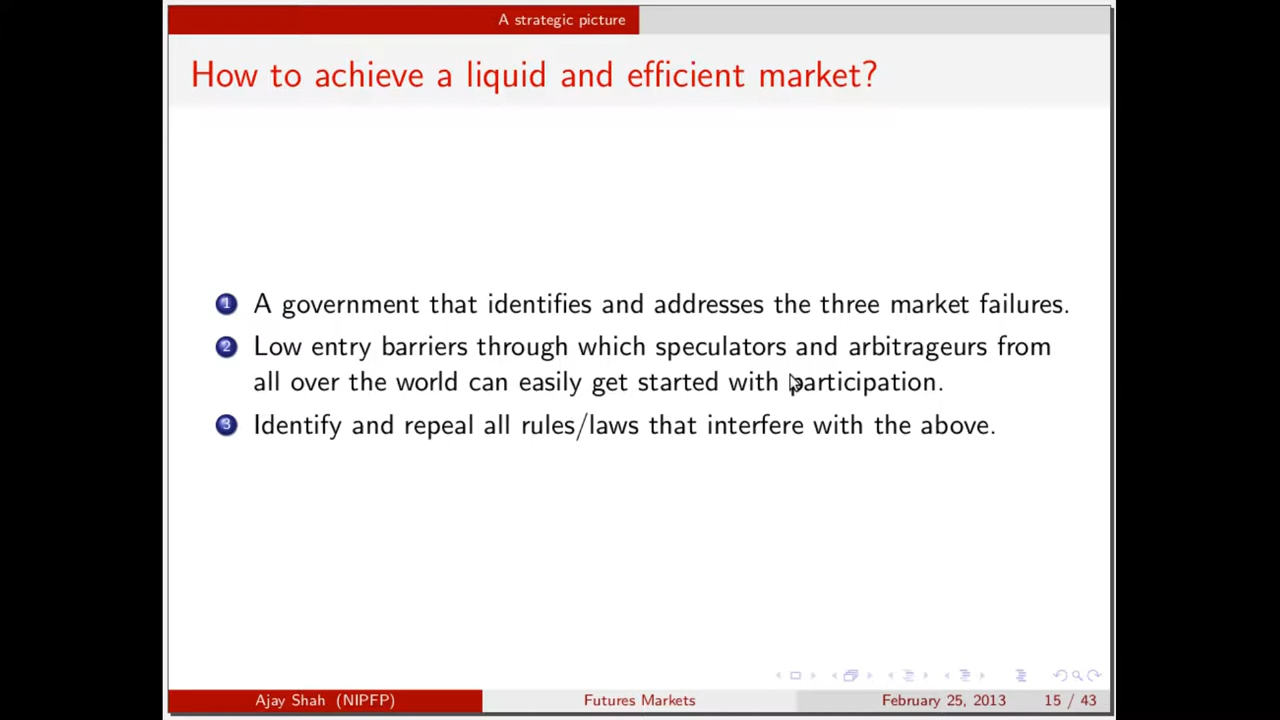 A strategic picture
How to achieve a liquid and efficient market?
1 A government that identifies and addresses the three market failures.
2 Low entry barriers through which speculators and arbitrageurs from
all over the world can easily get started with participation.
3 Identify and repeal all rules/laws that interfere with the above.
Ajay Shah (NIPFP) Futures Markets February 25, 2013 15 / 43